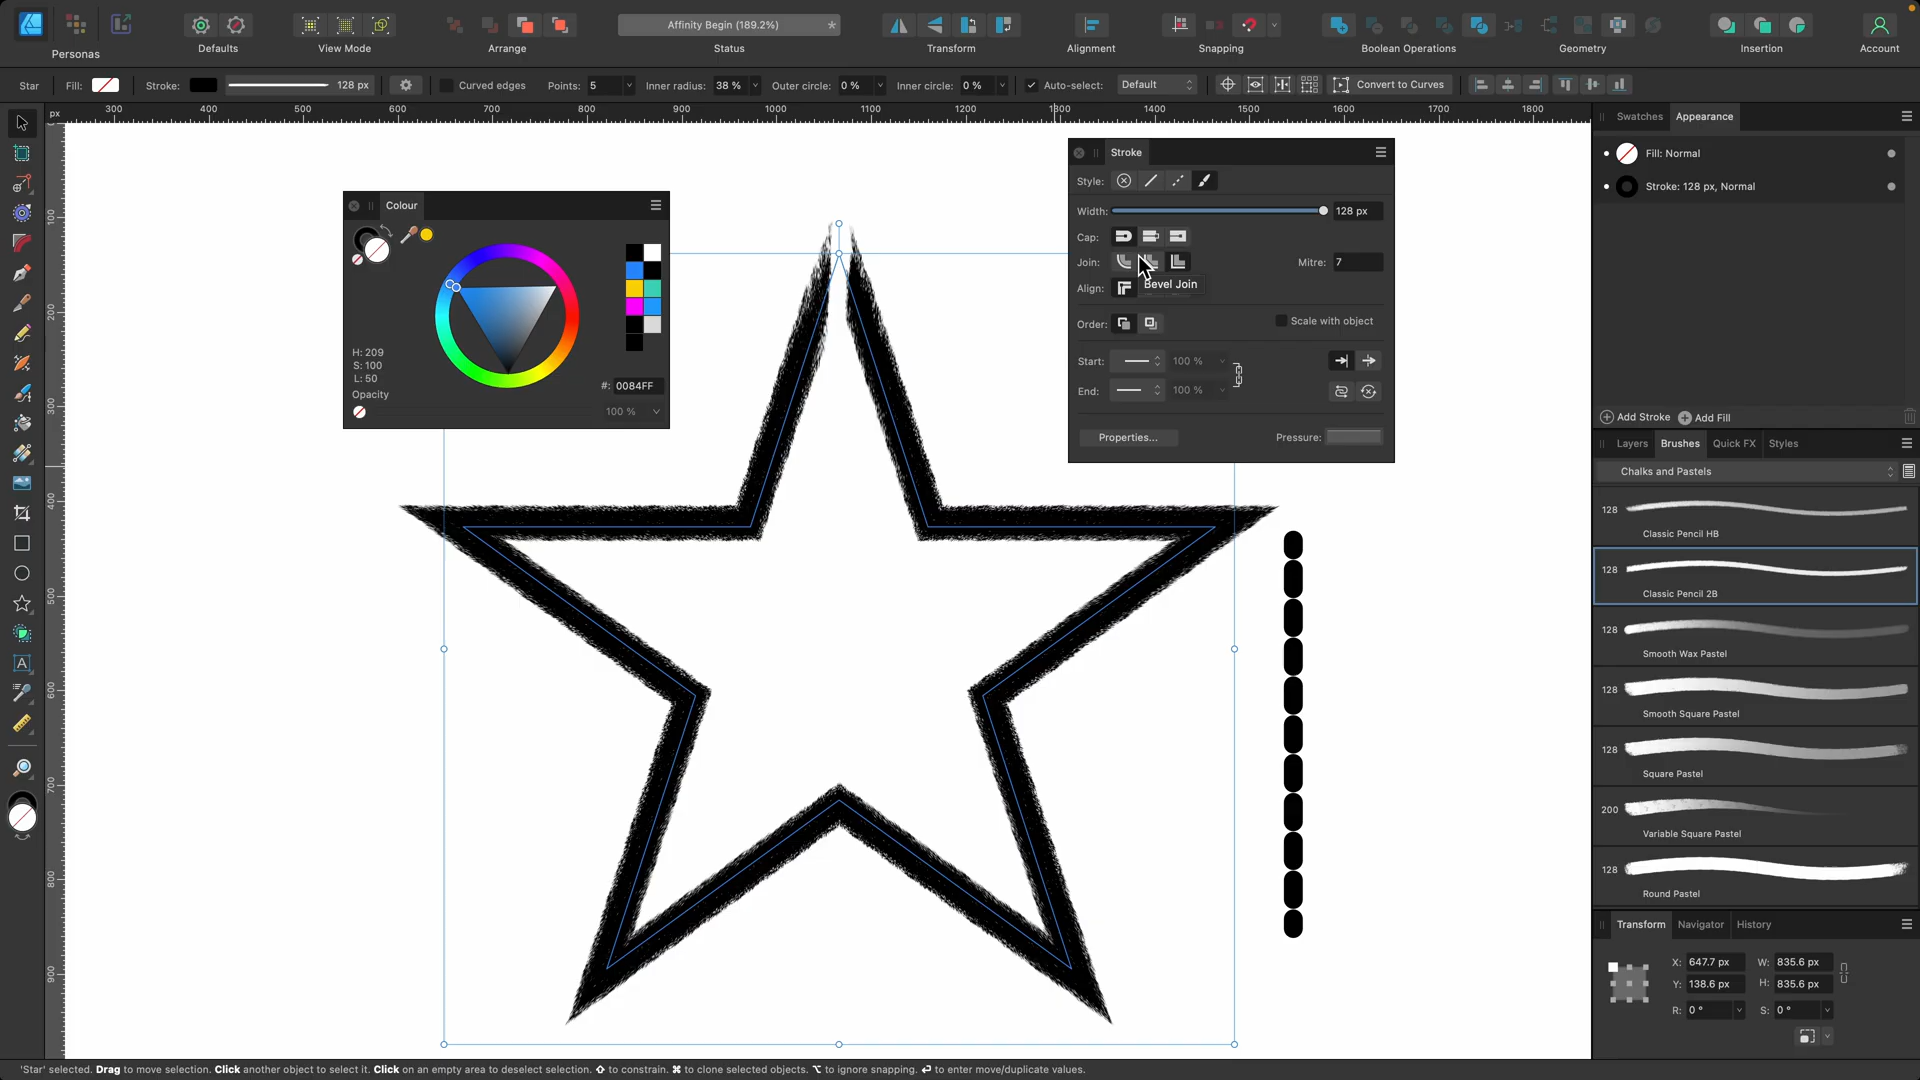 Affinity Begin (189.2%)
*
Personas
Defaults
View Mode
Arrange
Status
Transform
Alignment
Snapping
Boolean Operations
Geometry
Insertion
Account
Star
Fill:
Stroke:
128 px
Curved edges
Points:
5
Inner radius:
38 %
Outer circle:
0 %
Inner circle:
0 %
Auto-select:
Default
Convert to Curves
px
300
400
500
600
700
800
900
1000
1100
1200
1300
1400
1500
1600
1700
1800
100
200
300
400
500
600
700
800
900
Colour
H: 209
S: 100
L: 50
#: 0084FF
Opacity
100 %
Stroke
Style:
Width:
128 px
Cap:
Join:
Mitre:
7
Bevel Join
Align:
Order:
Scale with object
Start:
100 %
End:
100 %
Properties...
Pressure:
Swatches
Appearance
Fill: Normal
Stroke: 128 px, Normal
Add Stroke
Add Fill
Layers
Brushes
Quick FX
Styles
Chalks and Pastels
128
Classic Pencil HB
128
Classic Pencil 2B
128
Smooth Wax Pastel
128
Smooth Square Pastel
128
Square Pastel
200
Variable Square Pastel
128
Round Pastel
Transform
Navigator
History
X: 647.7 px
W: 835.6 px
Y: 138.6 px
H: 835.6 px
R: 0 °
S: 0 °
'Star' selected. Drag to move selection. Click another object to select it. Click on an empty area to deselect selection. ⇧ to constrain. ⌘ to clone selected objects. ⌥ to ignore snapping. ⏎ to enter move/duplicate values.